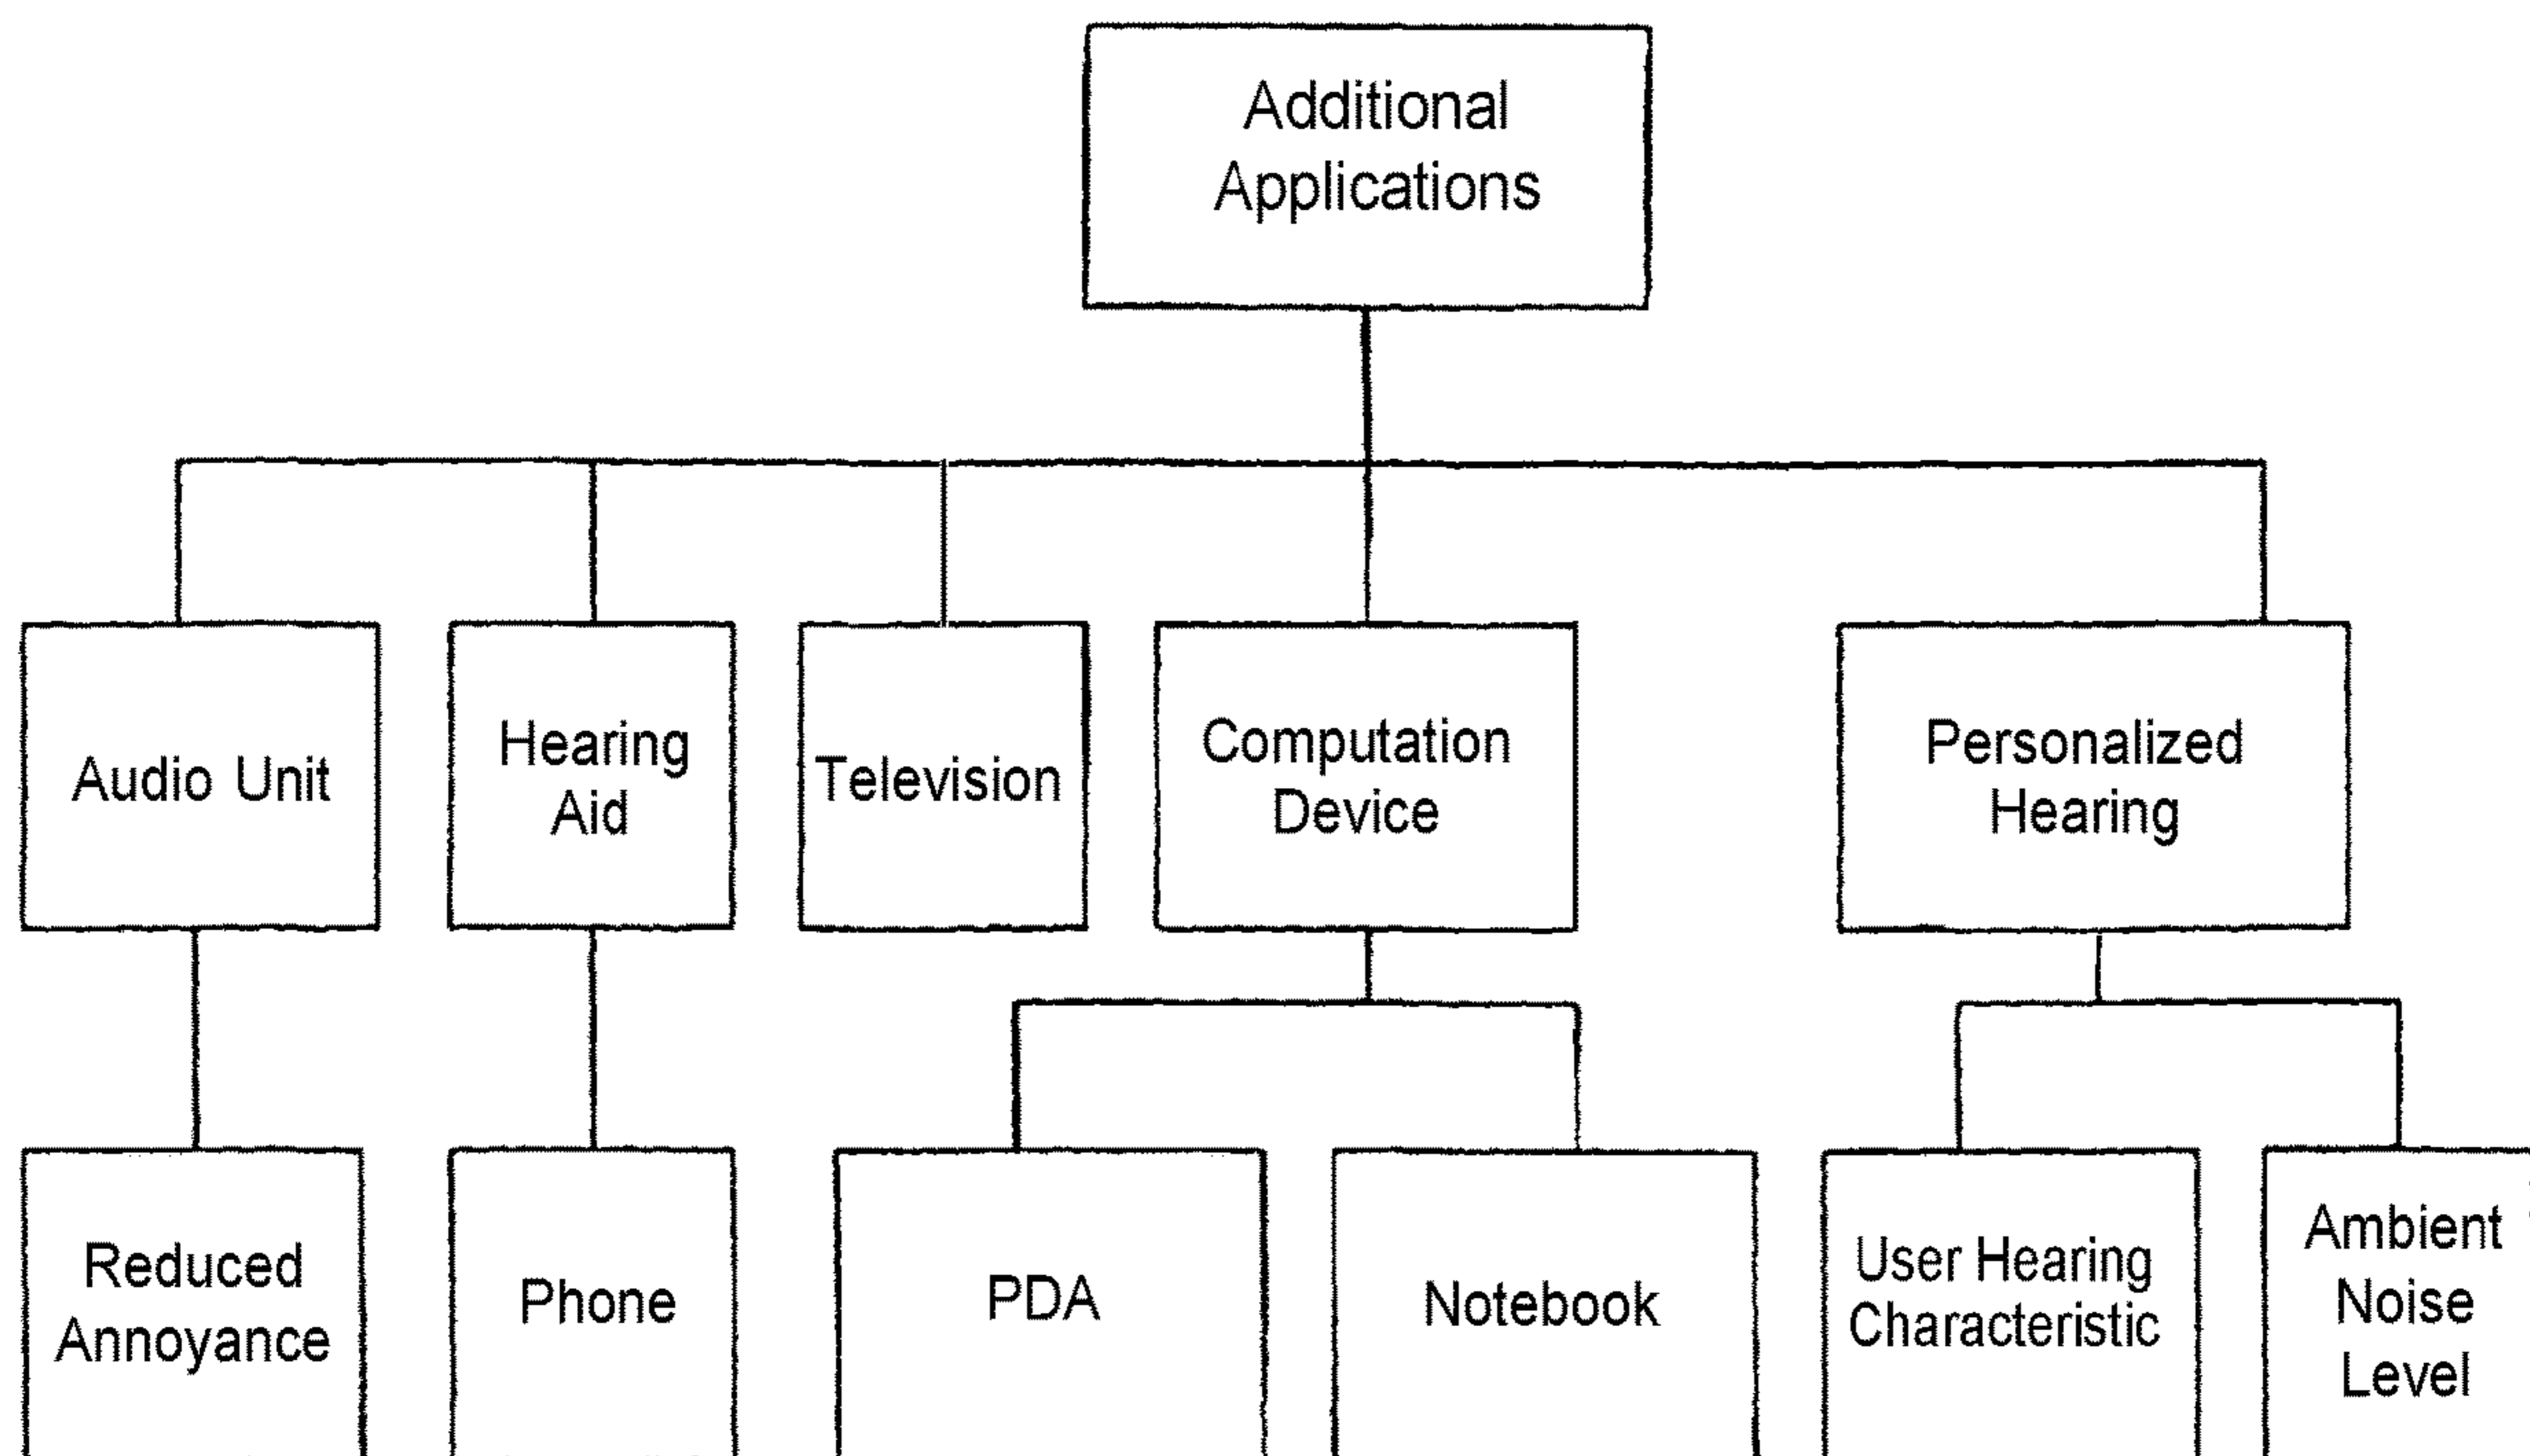 Additional
Applications
Audio Unit
Hearing
Aid
Television
Computation
Device
Personalized
Hearing
Reduced
Annoyance
Phone
PDA
Notebook
User Hearing
Characteristic
Ambient
Noise
Level